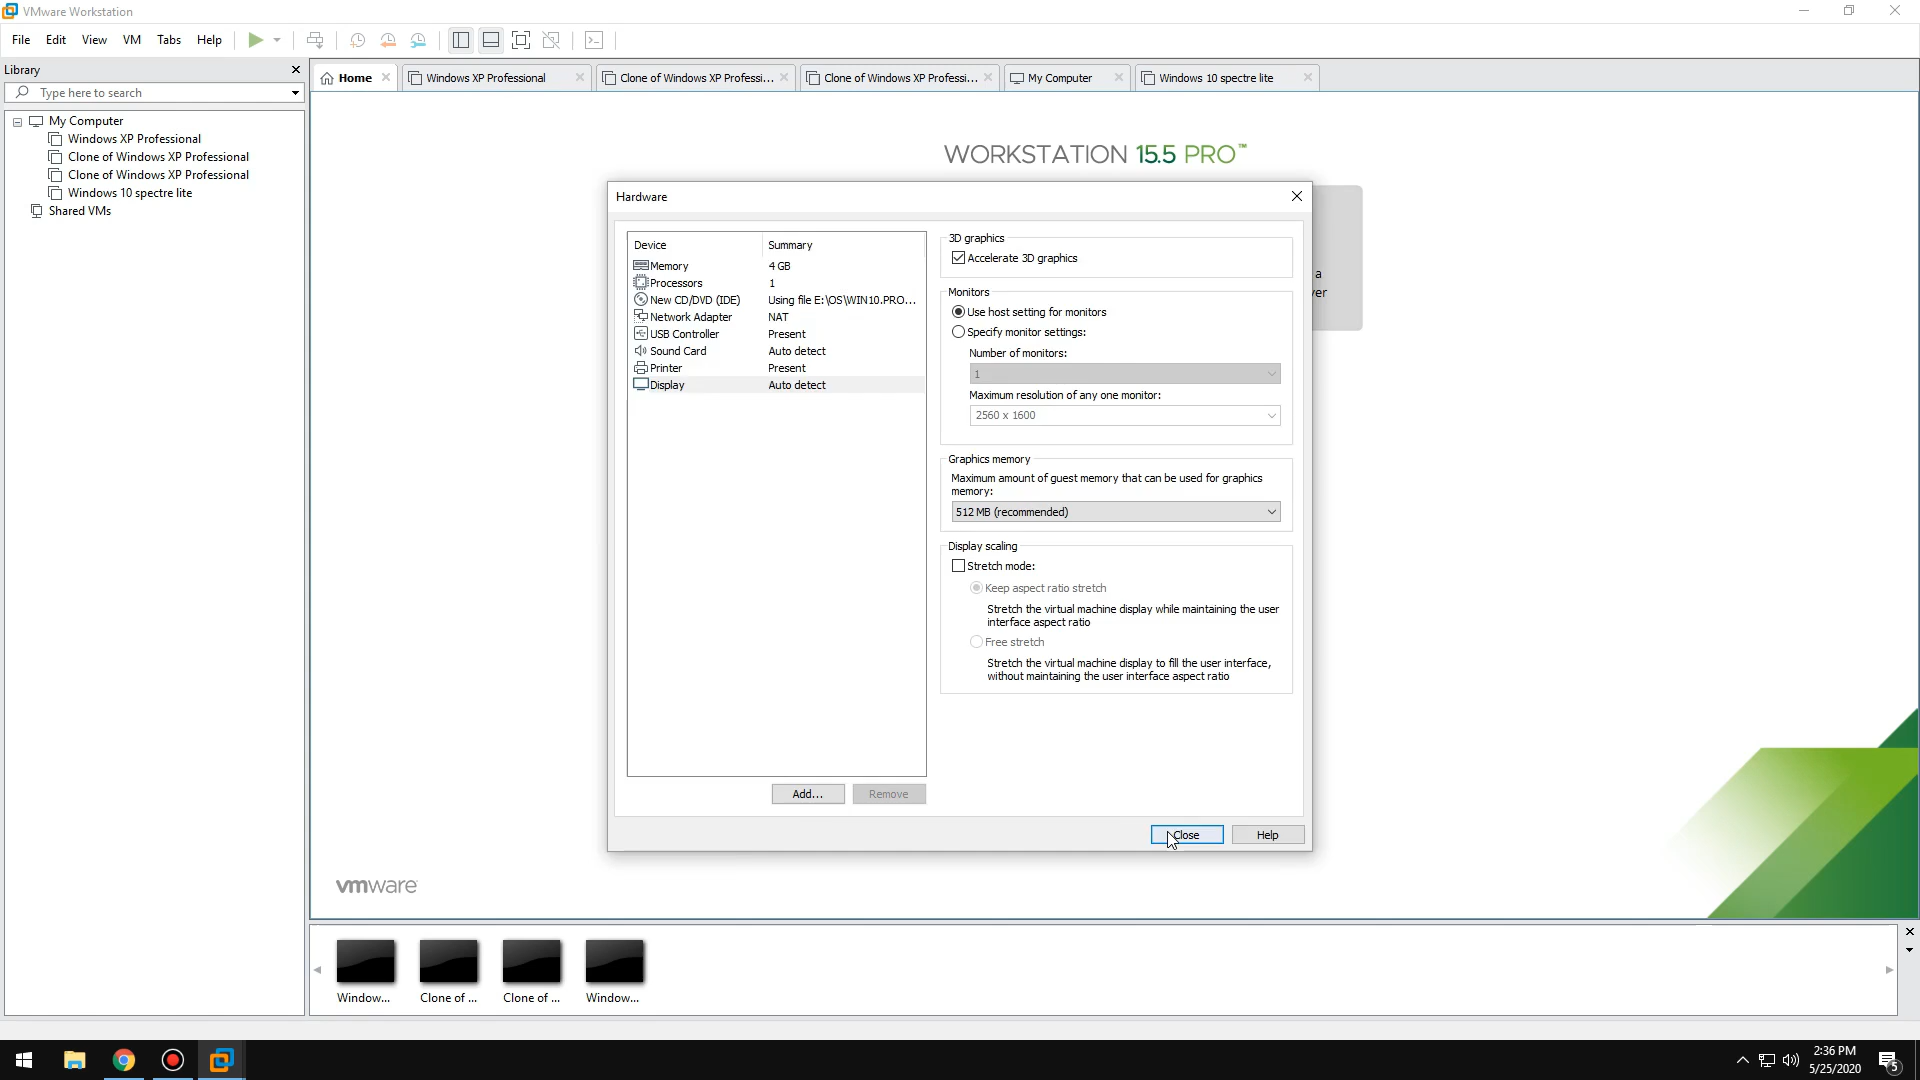 VMware Workstation
File Edit View VM Tabs Help
Library
Type here to search
My Computer
Windows XP Professional
Clone of Windows XP Professional
Clone of Windows XP Professional
Windows 10 spectre lite
Shared VMs
Home
Windows XP Professional
Clone of Windows XP Professi...
Clone of Windows XP Professi...
My Computer
Windows 10 spectre lite
WORKSTATION 15.5 PRO™
a
Hardware
Device Summary
Memory 4 GB
Processors 1
New CD/DVD (IDE) Using file E:\OS\WIN10.PRO...
Network Adapter NAT
USB Controller Present
Sound Card Auto detect
Printer Present
Display Auto detect
Add...
Remove
3D graphics
Accelerate 3D graphics
Monitors
Use host setting for monitors
Specify monitor settings:
Number of monitors:
1
Maximum resolution of any one monitor:
2560 x 1600
Graphics memory
Maximum amount of guest memory that can be used for graphics
memory:
512 MB (recommended)
Display scaling
Stretch mode:
Keep aspect ratio stretch
Stretch the virtual machine display while maintaining the user
interface aspect ratio
Free stretch
Stretch the virtual machine display to fill the user interface,
without maintaining the user interface aspect ratio
Close
Help
vmware
Window...
Clone of ...
Clone of ...
Window...
2:36 PM
5/25/2020
5